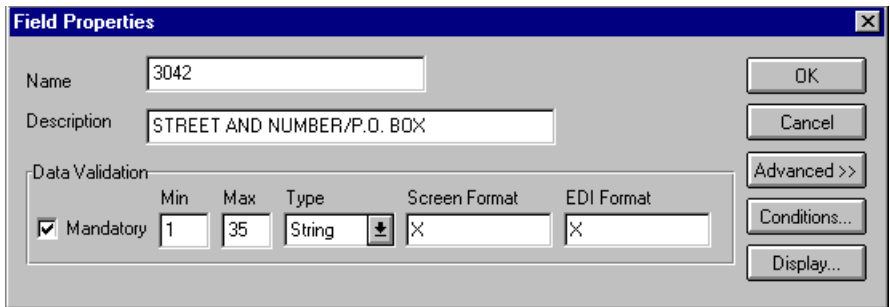 Field Properties
Name 3042 OK
Description STREET AND NUMBER/P.O. BOX Cancel
Data Validation Advanced >>
Min Max Type Screen Format EDI Format
Mandatory 1 35 String X X Conditions...
Display...